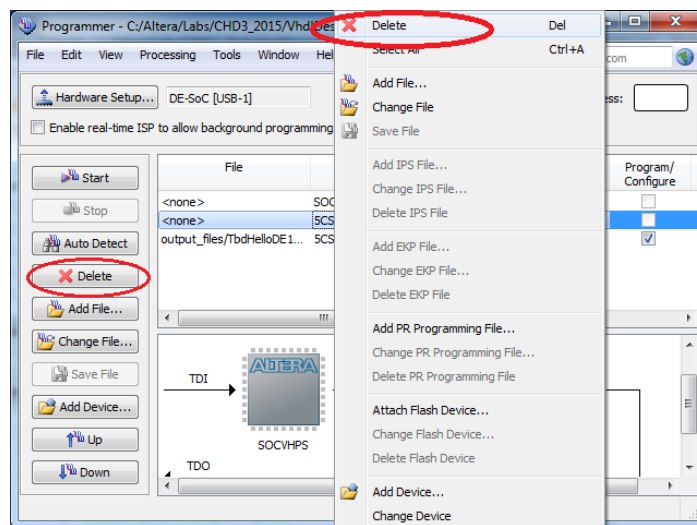 Programmer - C:/Altera/Labs/CHD3_2015/Vhd/Des
File Edit View Processing Tools Window Hel
.com
Hardware Setup... DE-SoC [USB-1]
ess:
Enable real-time ISP to allow background programming
File
Program/
Configure
Start
Stop
Auto Detect
Delete
Add File...
Change File...
Save File
Add Device...
Up
Down
<none> SOC
<none> 5CS
output_files/TbdHelloDE1... 5CS
TDI
ALTERA
SOCVHPS
TDO
Delete Del
Select All Ctrl+A
Add File...
Change File
Save File
Add IPS File...
Change IPS File...
Delete IPS File
Add EKP File...
Change EKP File...
Delete EKP File
Add PR Programming File...
Change PR Programming File...
Delete PR Programming File
Attach Flash Device...
Change Flash Device...
Delete Flash Device
Add Device...
Change Device